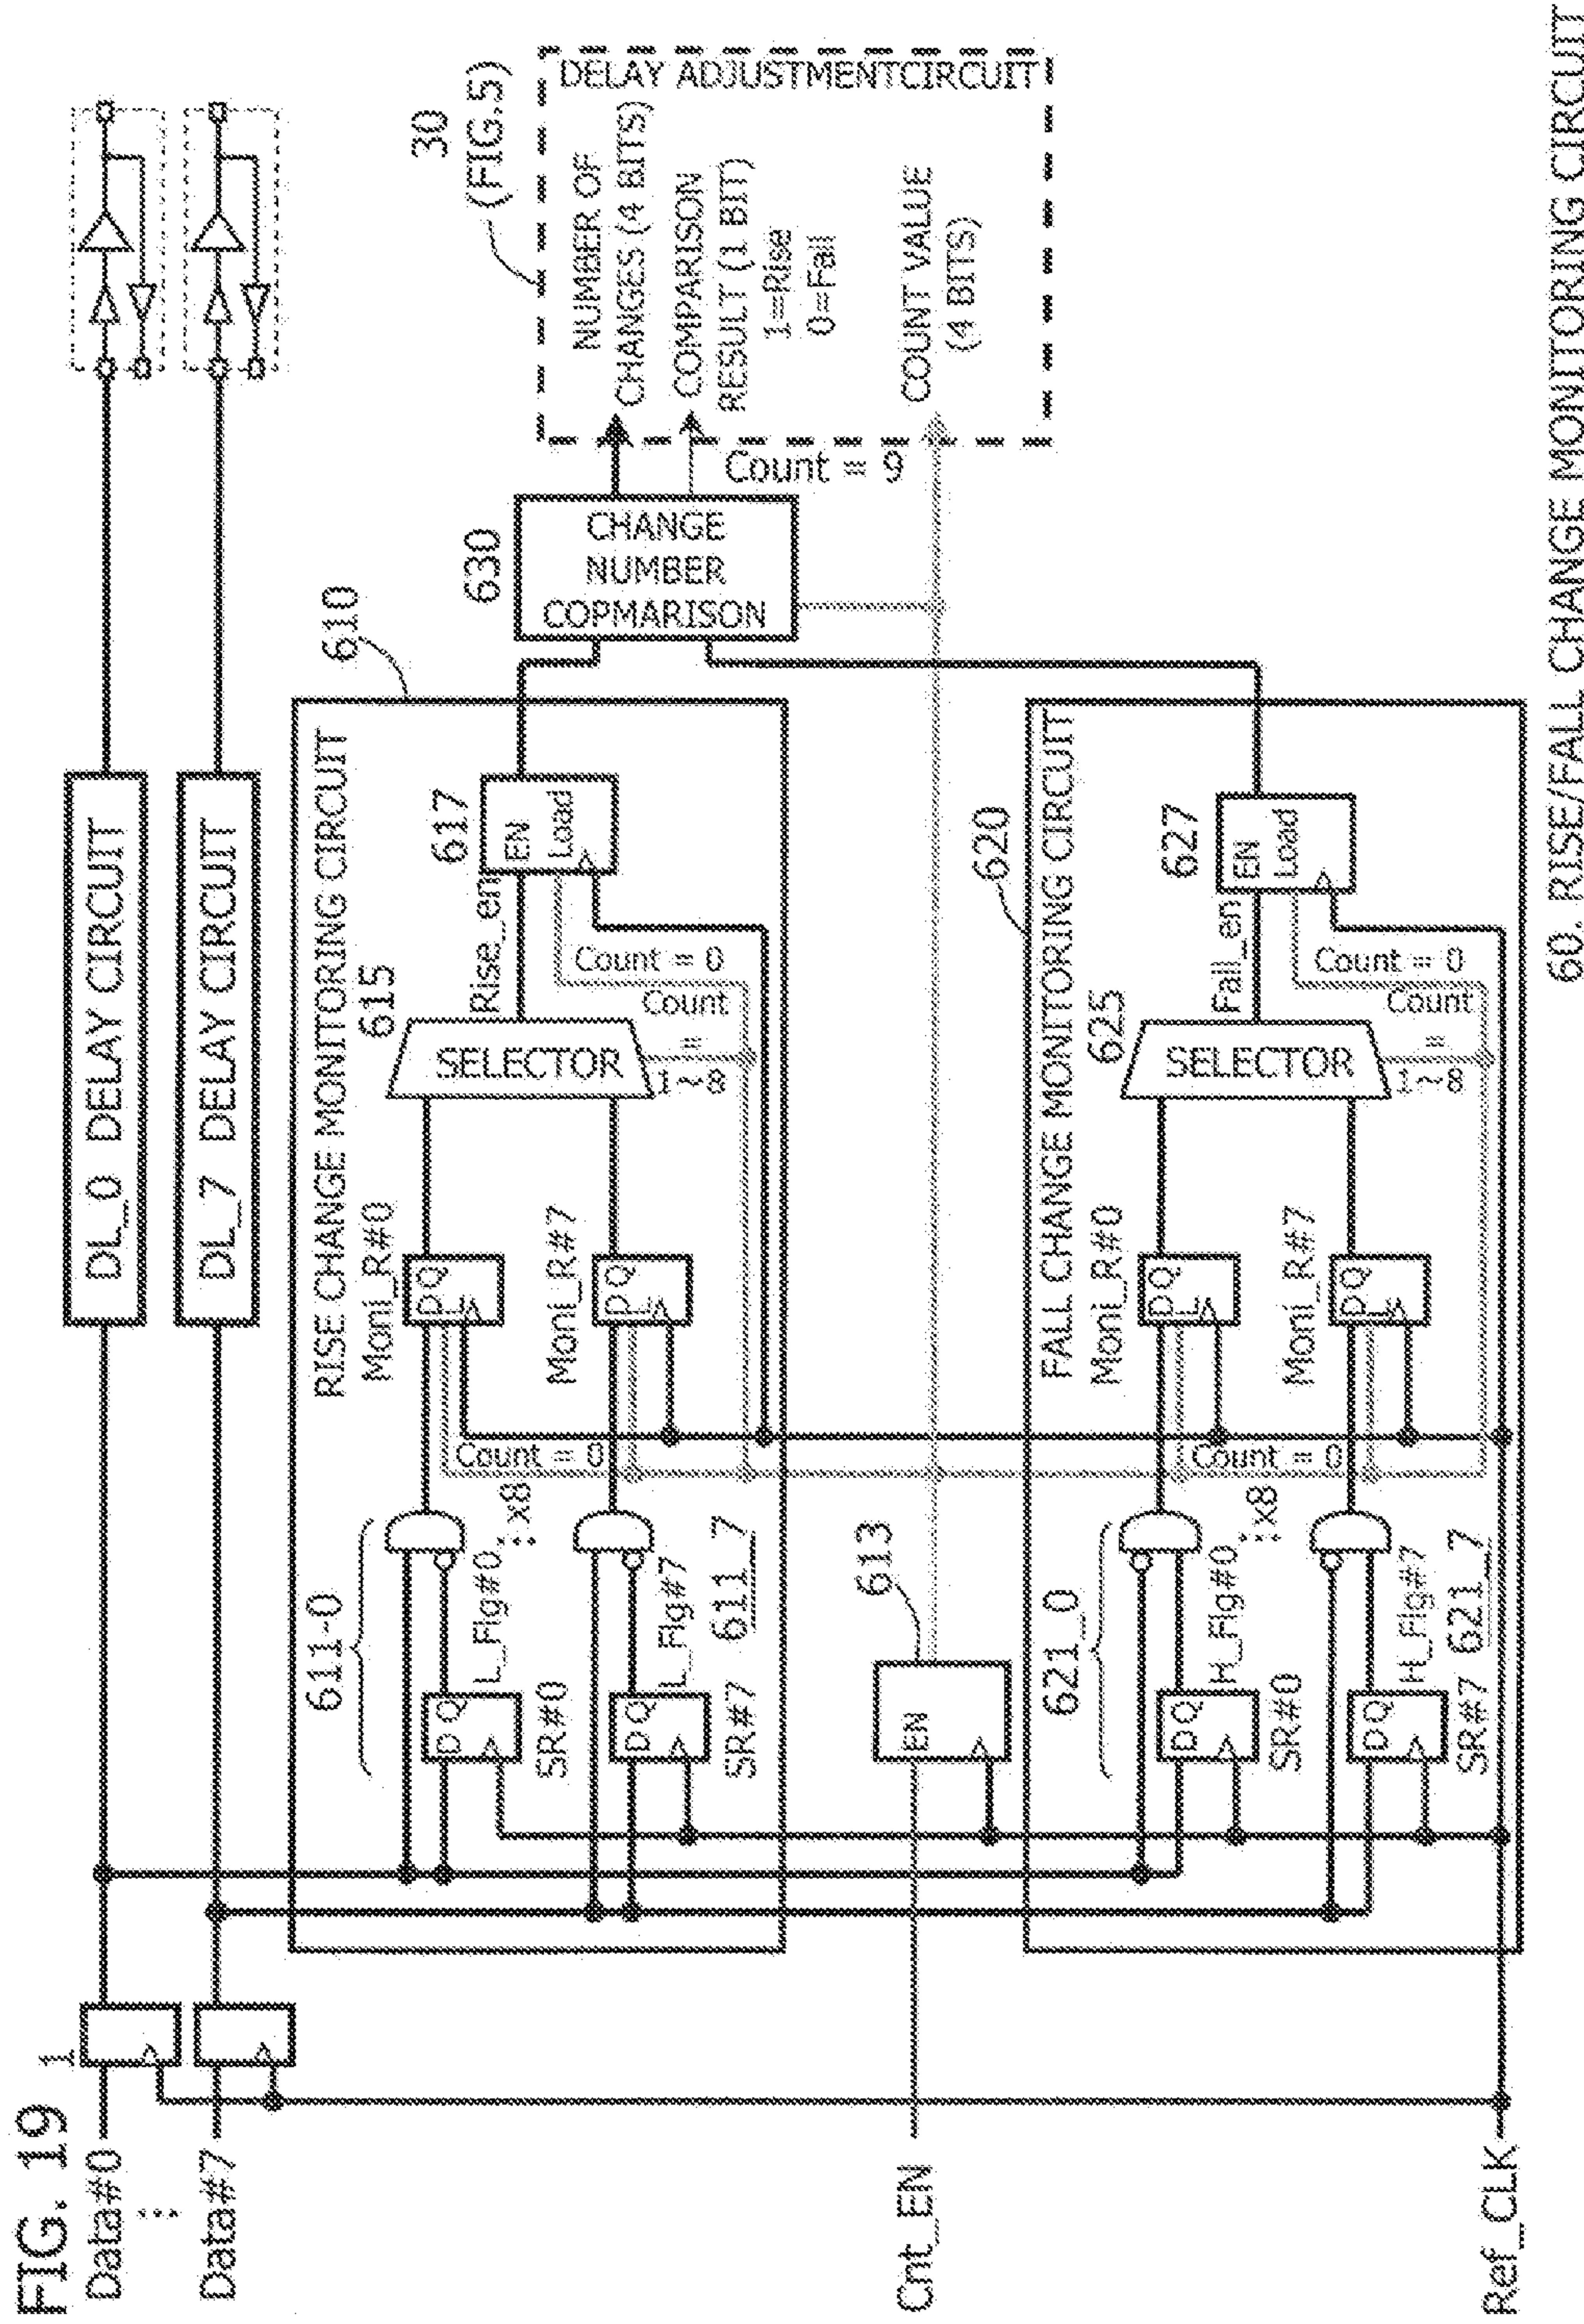 FIG. 19
Data#0
⋮
Data#7
Cnt_EN
Ref_CLK
1
DL_0 DELAY CIRCUIT
DL_7 DELAY CIRCUIT
610
RISE CHANGE MONITORING CIRCUIT
611-0
D Q
L_Flg#0
SR#0
⋮x8
D Q
L_Flg#7
SR#7
611_7
Count = 0
Moni_R#0
D Q
L
Moni_R#7
D Q
L
615
SELECTOR
Rise_en
617
EN
Load
Count = 0
Count
=
1~8
613
EN
620
FALL CHANGE MONITORING CIRCUIT
621_0
D Q
H_Flg#0
SR#0
⋮x8
D Q
H_Flg#7
SR#7
621_7
Count = 0
Moni_R#0
D Q
L
Moni_R#7
D Q
L
625
SELECTOR
Fall_en
627
EN
Load
Count = 0
Count
=
1~8
630
CHANGE
NUMBER
COPMARISON
Count = 9
30
(FIG.5)
DELAY ADJUSTMENTCIRCUIT
NUMBER OF
CHANGES (4 BITS)
COMPARISON
RESULT (1 BIT)
1=Rise
0=Fall
COUNT VALUE
(4 BITS)
60. RISE/FALL CHANGE MONITORING CIRCUIT